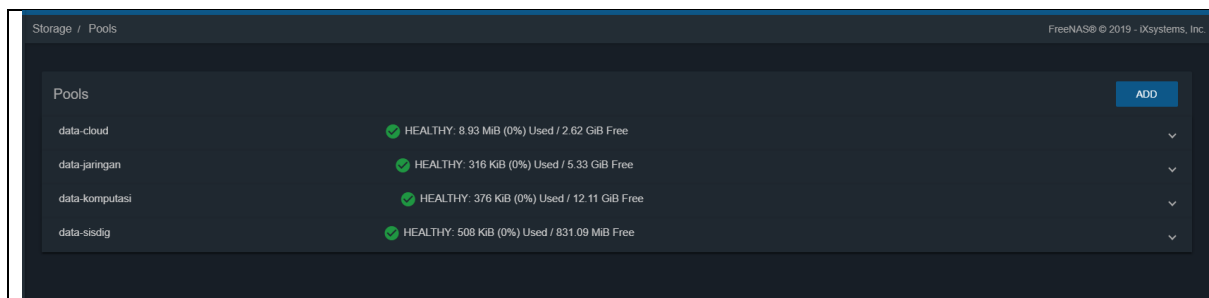 Storage / Pools FreeNAS® © 2019 - iXsystems, Inc.
Pools ADD
data-cloud HEALTHY: 8.93 MiB (0%) Used / 2.62 GiB Free
data-jaringan HEALTHY: 316 KiB (0%) Used / 5.33 GiB Free
data-komputasi HEALTHY: 376 KiB (0%) Used / 12.11 GiB Free
data-sisdig HEALTHY: 508 KiB (0%) Used / 831.09 MiB Free